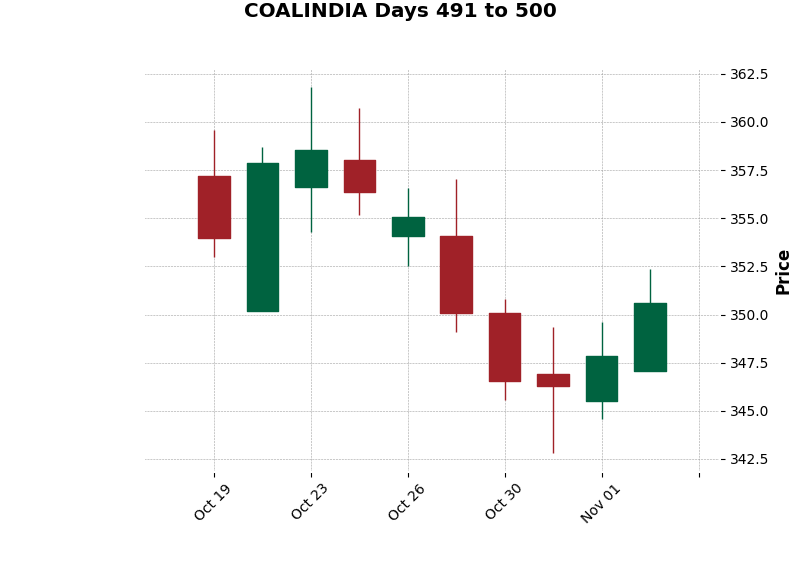 COALINDIA Days 491 to 500
362.5
360.0
357.5
355.0
352.5
350.0
347.5
345.0
342.5
Price
Oct 19
Oct 23
Oct 26
Oct 30
Nov 01